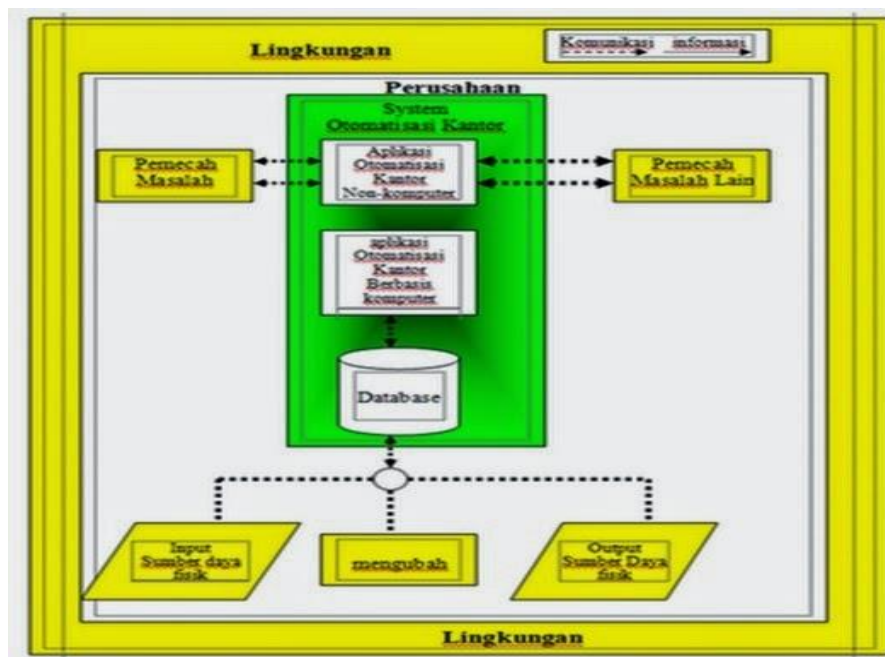 Lingkungan
Komunikasi informasi
Perusahaan
System
Otomatisasi Kantor
Pemecah
Masalah
Aplikasi
Otomatisasi
Kantor
Non-komputer
Pemecah
Masalah Lain
aplikasi
Otomatisasi
Kantor
Berbasis
komputer
Database
Input
Sumber daya
fisik
mengubah
Output
Sumber Daya
fisik
Lingkungan